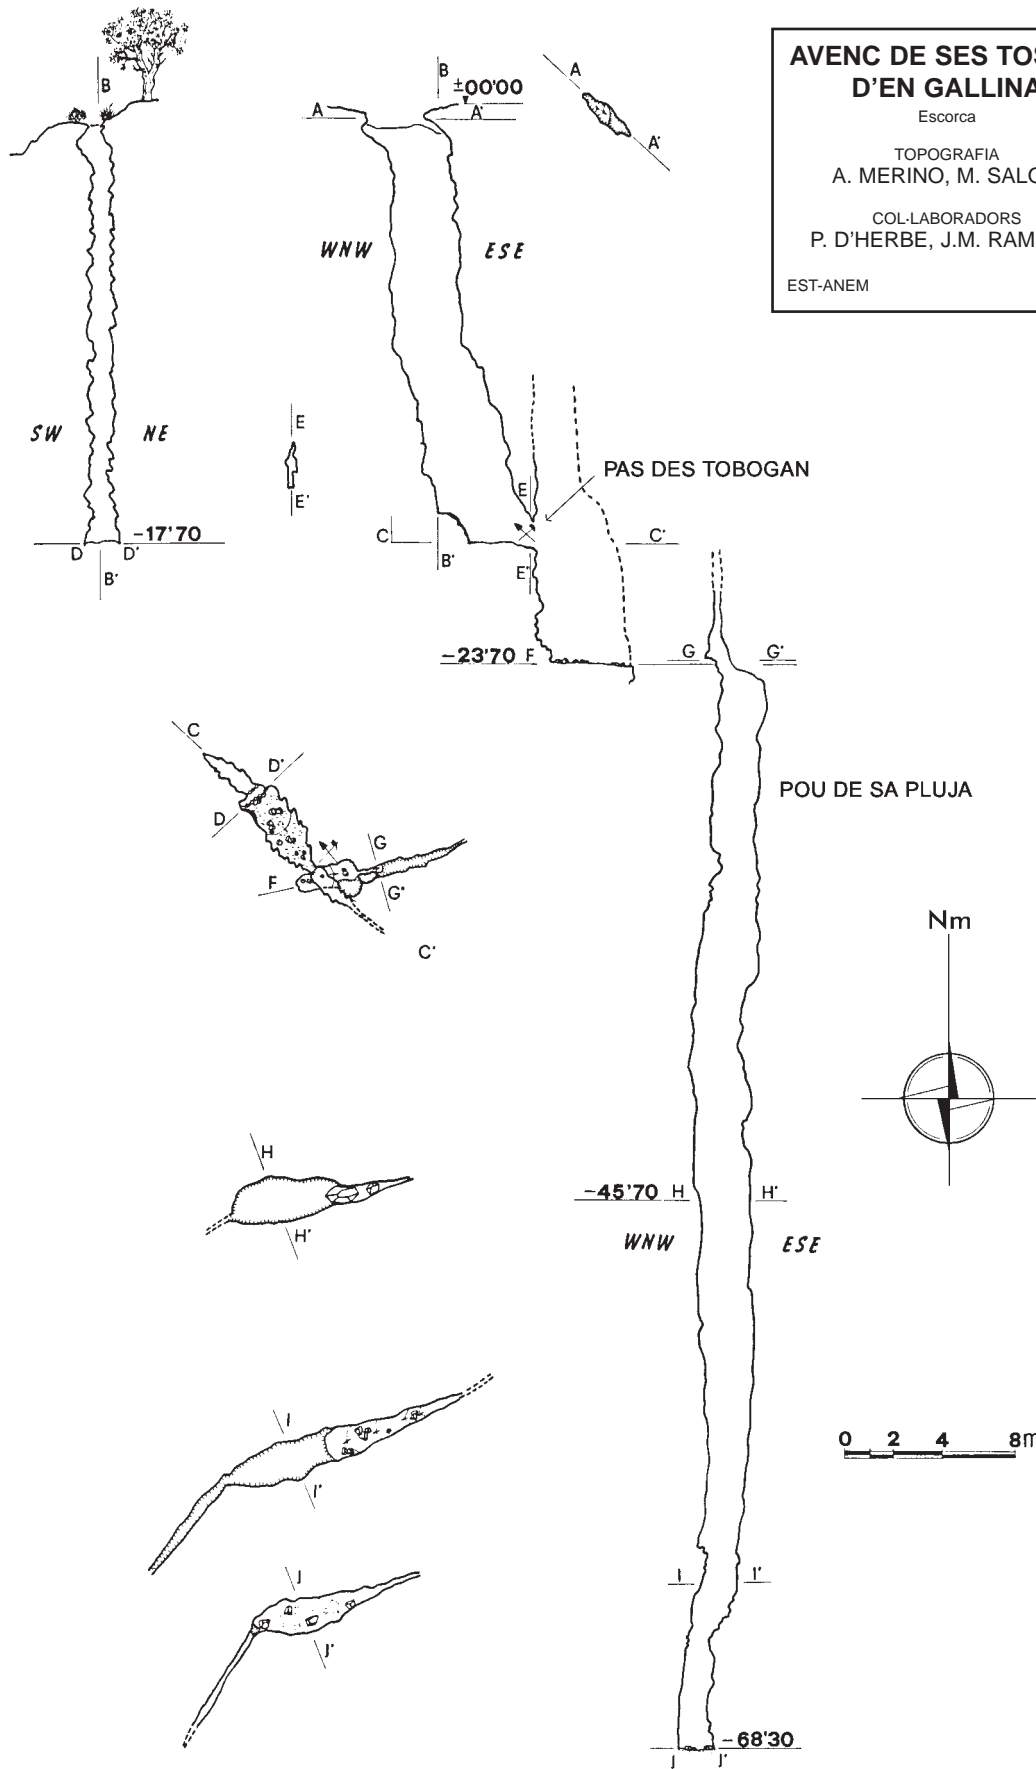 AVENC DE SES TOS
D'EN GALLINA
Escorca
TOPOGRAFIA
A. MERINO, M. SALO
COL·LABORADORS
P. D'HERBE, J.M. RAM
EST-ANEM
B
B
±00'00
A
A'
A
A'
WNW
ESE
SW
NE
E
E'
PAS DES TOBOGAN
E
-17'70
D
D'
B'
C
C'
B'
E'
-23'70
F
G
G'
C
D'
D
G
F
G'
C'
POU DE SA PLUJA
Nm
H
H'
-45'70
H
H'
WNW
ESE
I
I'
0 2 4 8m
I
I'
J
J'
-68'30
J
J'